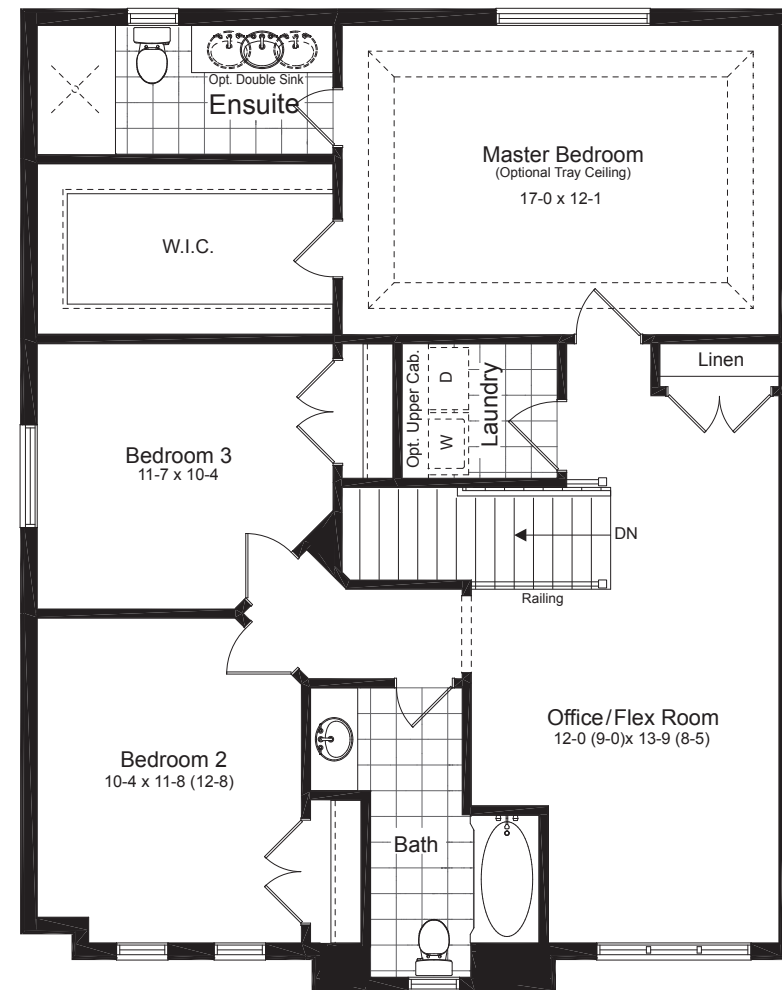 Opt. Double Sink
Ensuite
Master Bedroom
(Optional Tray Ceiling)
17-0 x 12-1
W.I.C.
Linen
Opt. Upper Cab.
D
W
Laundry
Bedroom 3
11-7 x 10-4
DN
Railing
Office/Flex Room
12-0 (9-0)x 13-9 (8-5)
Bedroom 2
10-4 x 11-8 (12-8)
Bath